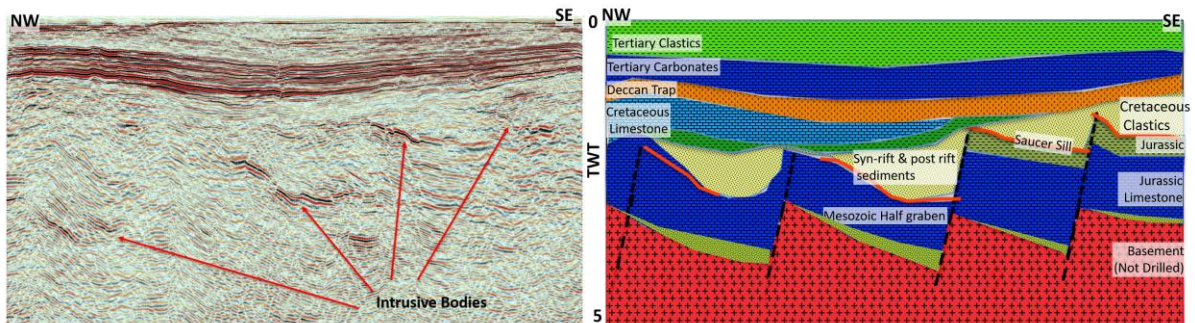 NW
SE
Intrusive Bodies
0
NW
SE
Tertiary Clastics
Tertiary Carbonates
Deccan Trap
Cretaceous
Limestone
Cretaceous
Clastics
Saucer Sill
Jurassic
TWT
Syn-rift & post rift
sediments
Jurassic
Limestone
Mesozoic Half graben
Basement
(Not Drilled)
5